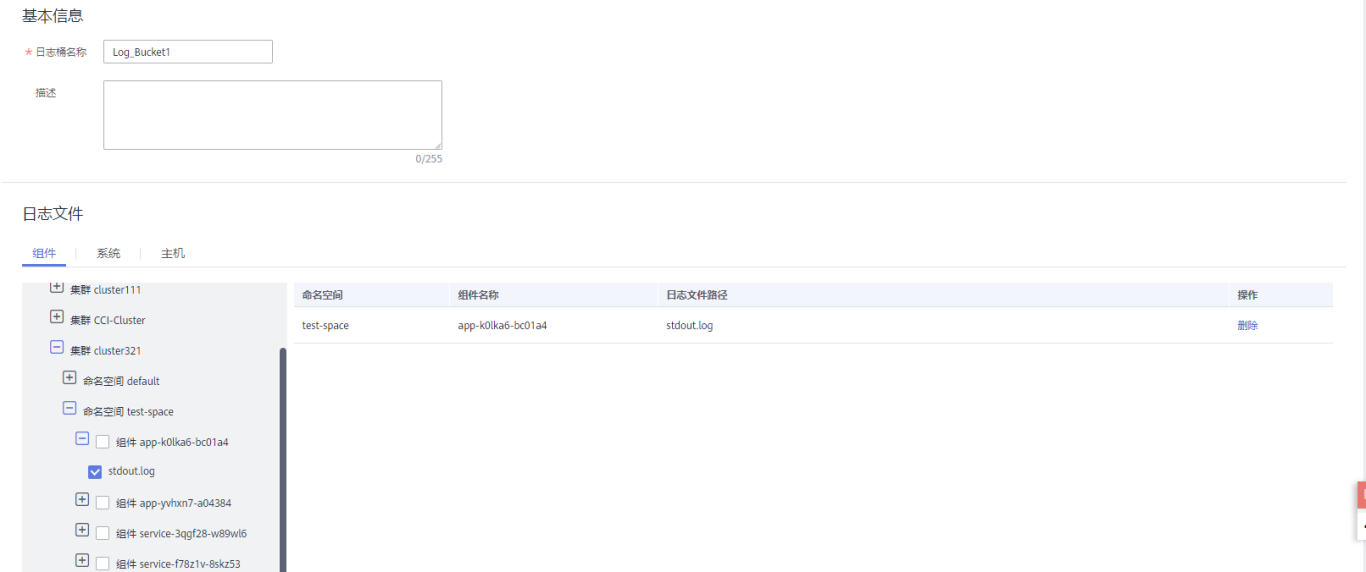 基本信息
* 日志桶名称 Log_Bucket1
描述
0/255
日志文件
组件 系统 主机
集群 cluster111
集群 CCI-Cluster
集群 cluster321
命名空间 default
命名空间 test-space
组件 app-k0lka6-bc01a4
stdout.log
组件 app-yvhxn7-a04384
组件 service-3qgf28-w89wl6
组件 service-f78z1v-8skz53
命名空间 组件名称 日志文件路径 操作
test-space app-k0lka6-bc01a4 stdout.log 删除